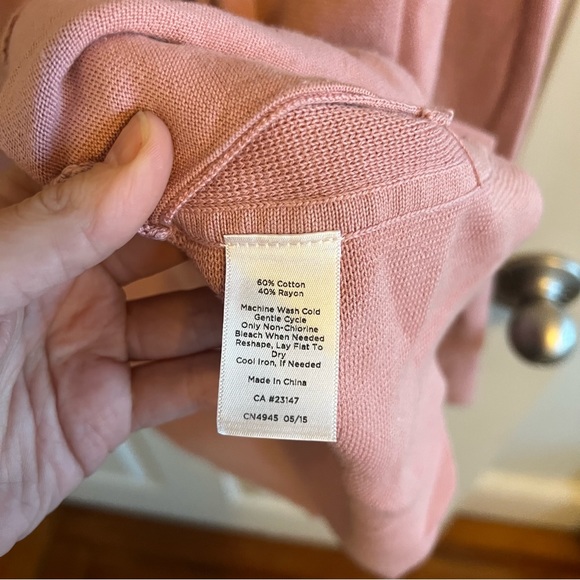 60% Cotton
40% Rayon
Machine Wash Cold
Gentle Cycle
Only Non-Chlorine
Bleach When Needed
Reshape, Lay Flat To
Dry
Cool Iron, If Needed
Made In China
CA #23147
CN4945 05/15